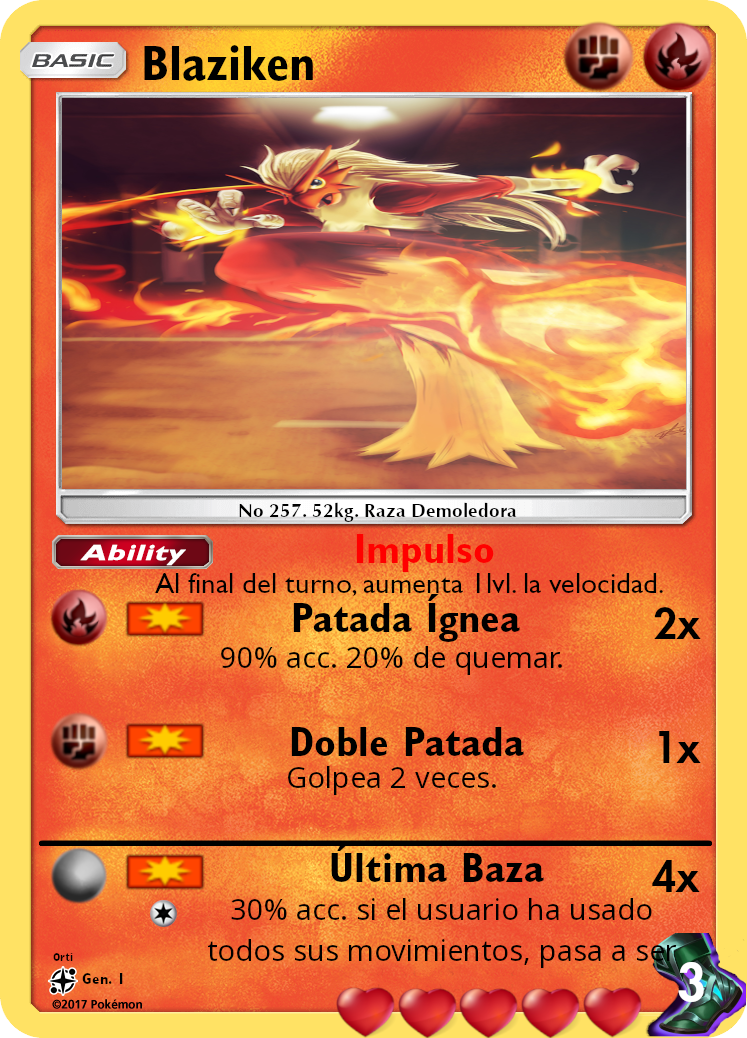 BASIC Blaziken
No 257. 52kg. Raza Demoledora
Ability Impulso
Al final del turno, aumenta 1lvl. la velocidad.
Patada Ígnea 2x
90% acc. 20% de quemar.
Doble Patada 1x
Golpea 2 veces.
Última Baza 4x
30% acc. si el usuario ha usado
todos sus movimientos, pasa a ser
Orti
Gen. I
3
©2017 Pokémon